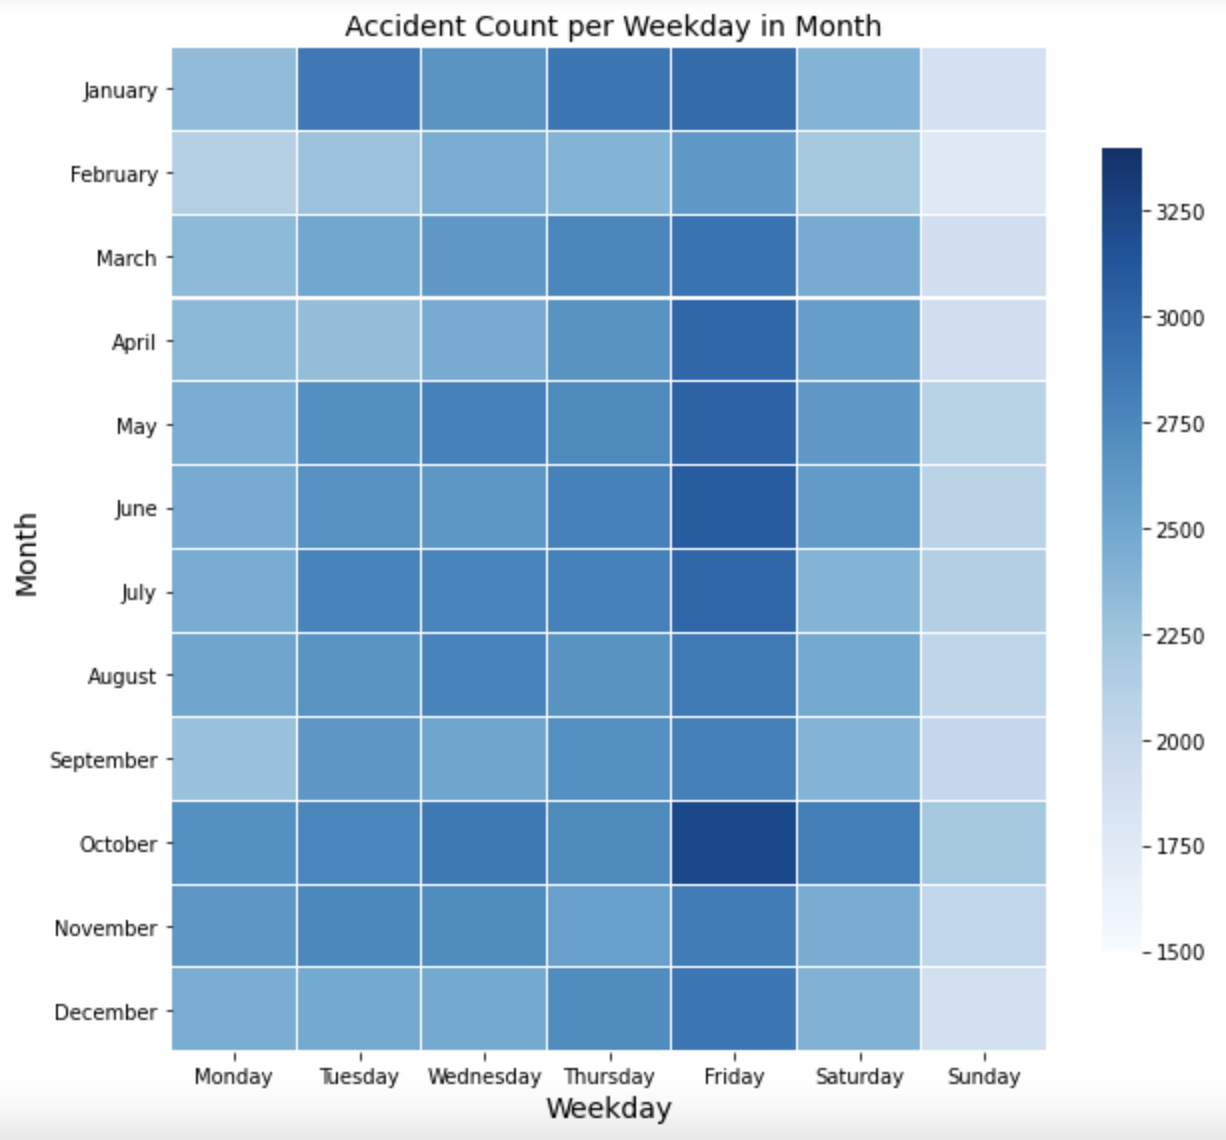 Accident Count per Weekday in Month
January
February
March
April
May
June
July
August
September
October
November
December
Month
Monday Tuesday Wednesday Thursday Friday Saturday Sunday
Weekday
3250
3000
2750
2500
2250
2000
1750
1500